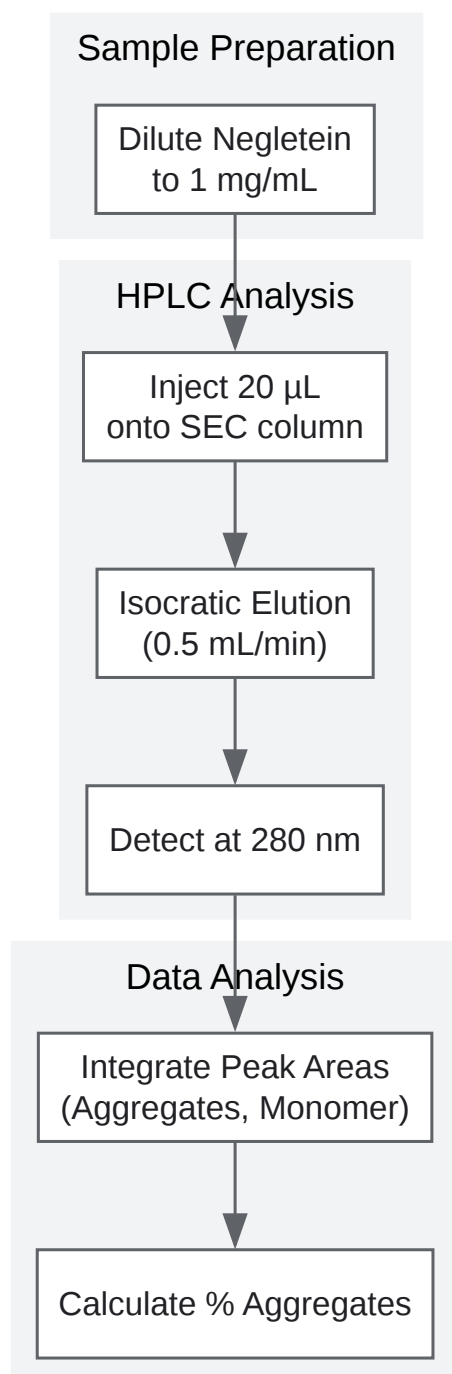 Sample Preparation
Dilute Negletein
to 1 mg/mL
HPLC Analysis
Inject 20 µL
onto SEC column
Isocratic Elution
(0.5 mL/min)
Detect at 280 nm
Data Analysis
Integrate Peak Areas
(Aggregates, Monomer)
Calculate % Aggregates